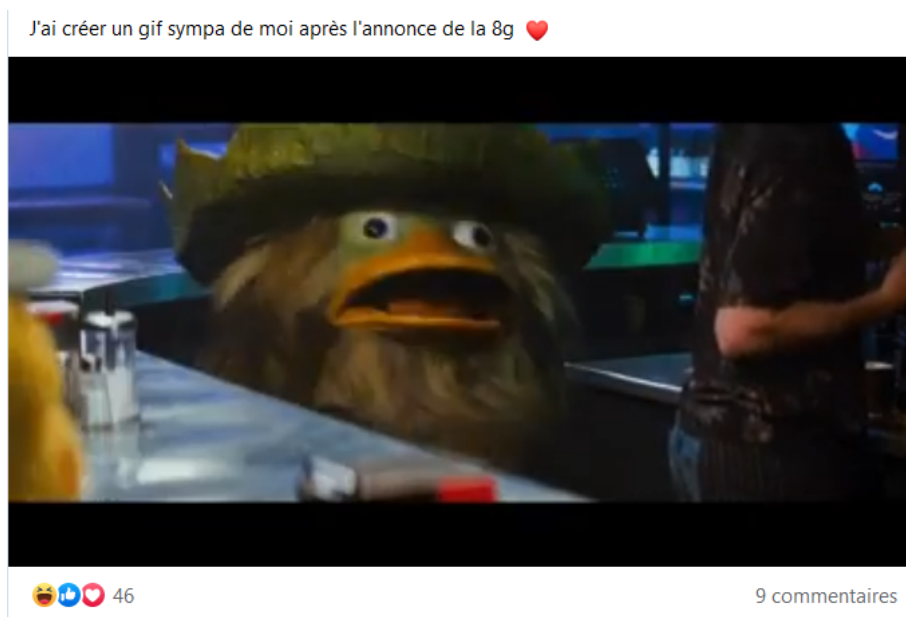 J'ai créer un gif sympa de moi après l'annonce de la 8g ❤️
46
9 commentaires